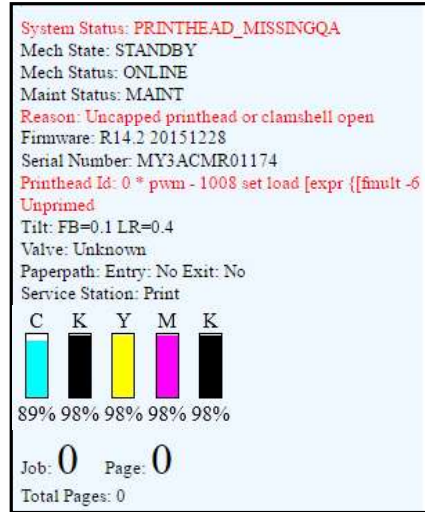 System Status: PRINTHEAD_MISSINGQA
Mech State: STANDBY
Mech Status: ONLINE
Maint Status: MAINT
Reason: Uncapped printhead or clamshell open
Firmware: R14.2 20151228
Serial Number: MY3ACMR01174
Printhead Id: 0 * pwm - 1008 set load [expr {[fmult -6
Unprimed
Tilt: FB=0.1 LR=0.4
Valve: Unknown
Paperpath: Entry: No Exit: No
Service Station: Print
C K Y M K
89% 98% 98% 98% 98%
Job: 0 Page: 0
Total Pages: 0